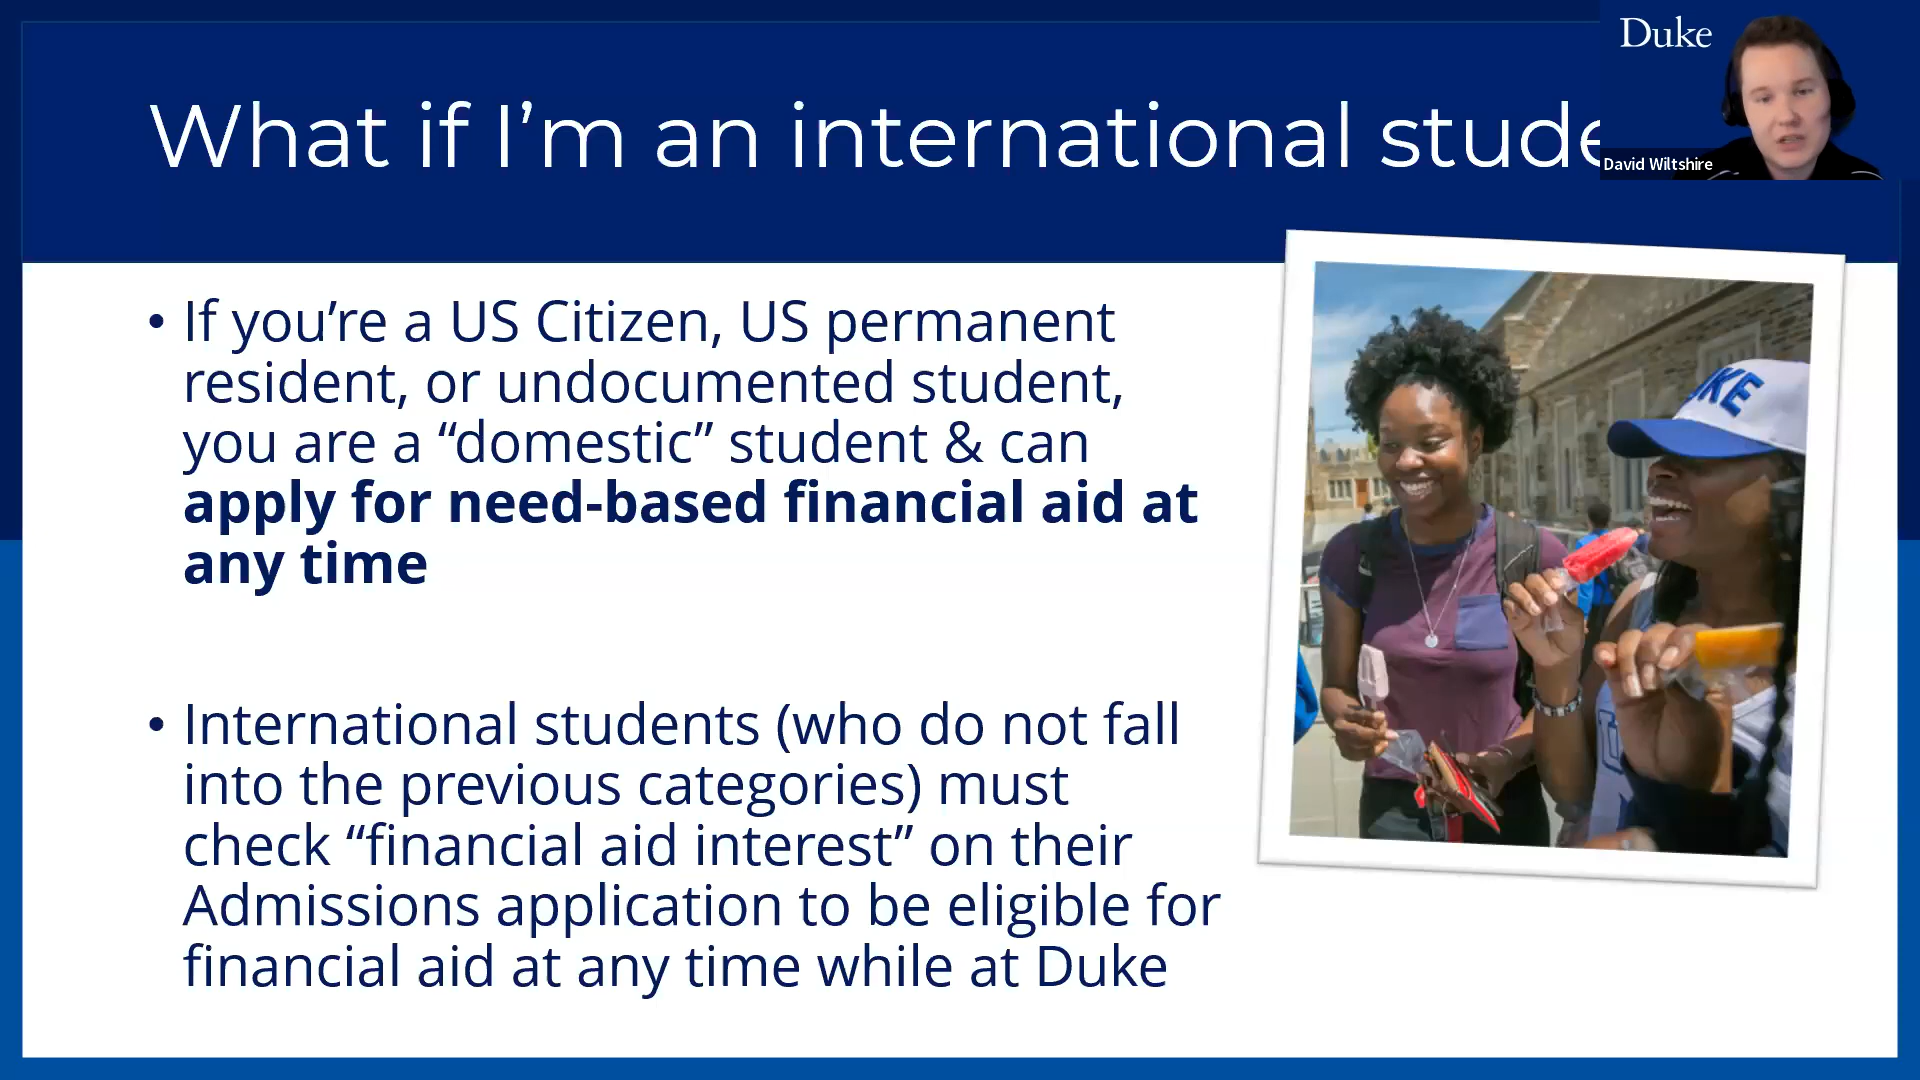 Duke
What if I’m an international stude
David Wiltshire
• If you’re a US Citizen, US permanent
resident, or undocumented student,
you are a “domestic” student & can
apply for need-based financial aid at
any time
• International students (who do not fall
into the previous categories) must
check “financial aid interest” on their
Admissions application to be eligible for
financial aid at any time while at Duke
UKE